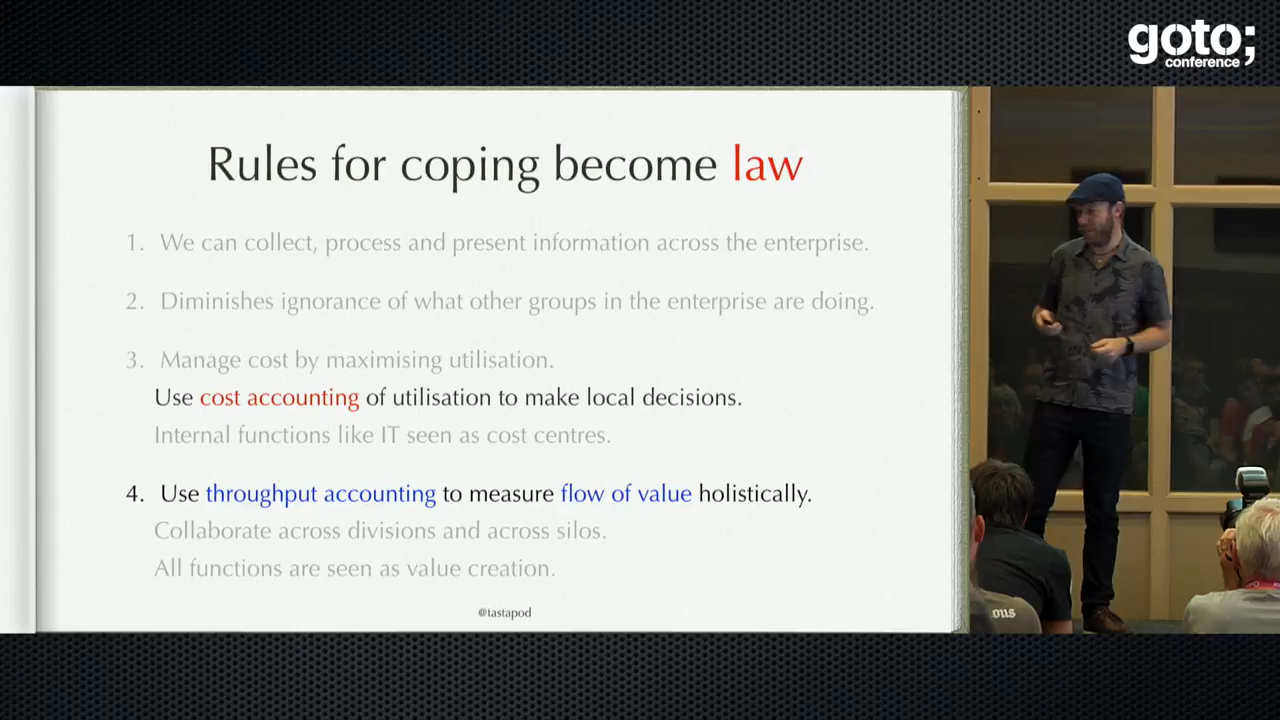 goto;
conference
Rules for coping become law
1. We can collect, process and present information across the enterprise.
2. Diminishes ignorance of what other groups in the enterprise are doing.
3. Manage cost by maximising utilisation.
Use cost accounting of utilisation to make local decisions.
Internal functions like IT seen as cost centres.
4. Use throughput accounting to measure flow of value holistically.
Collaborate across divisions and across silos.
All functions are seen as value creation.
@tastapod
ous